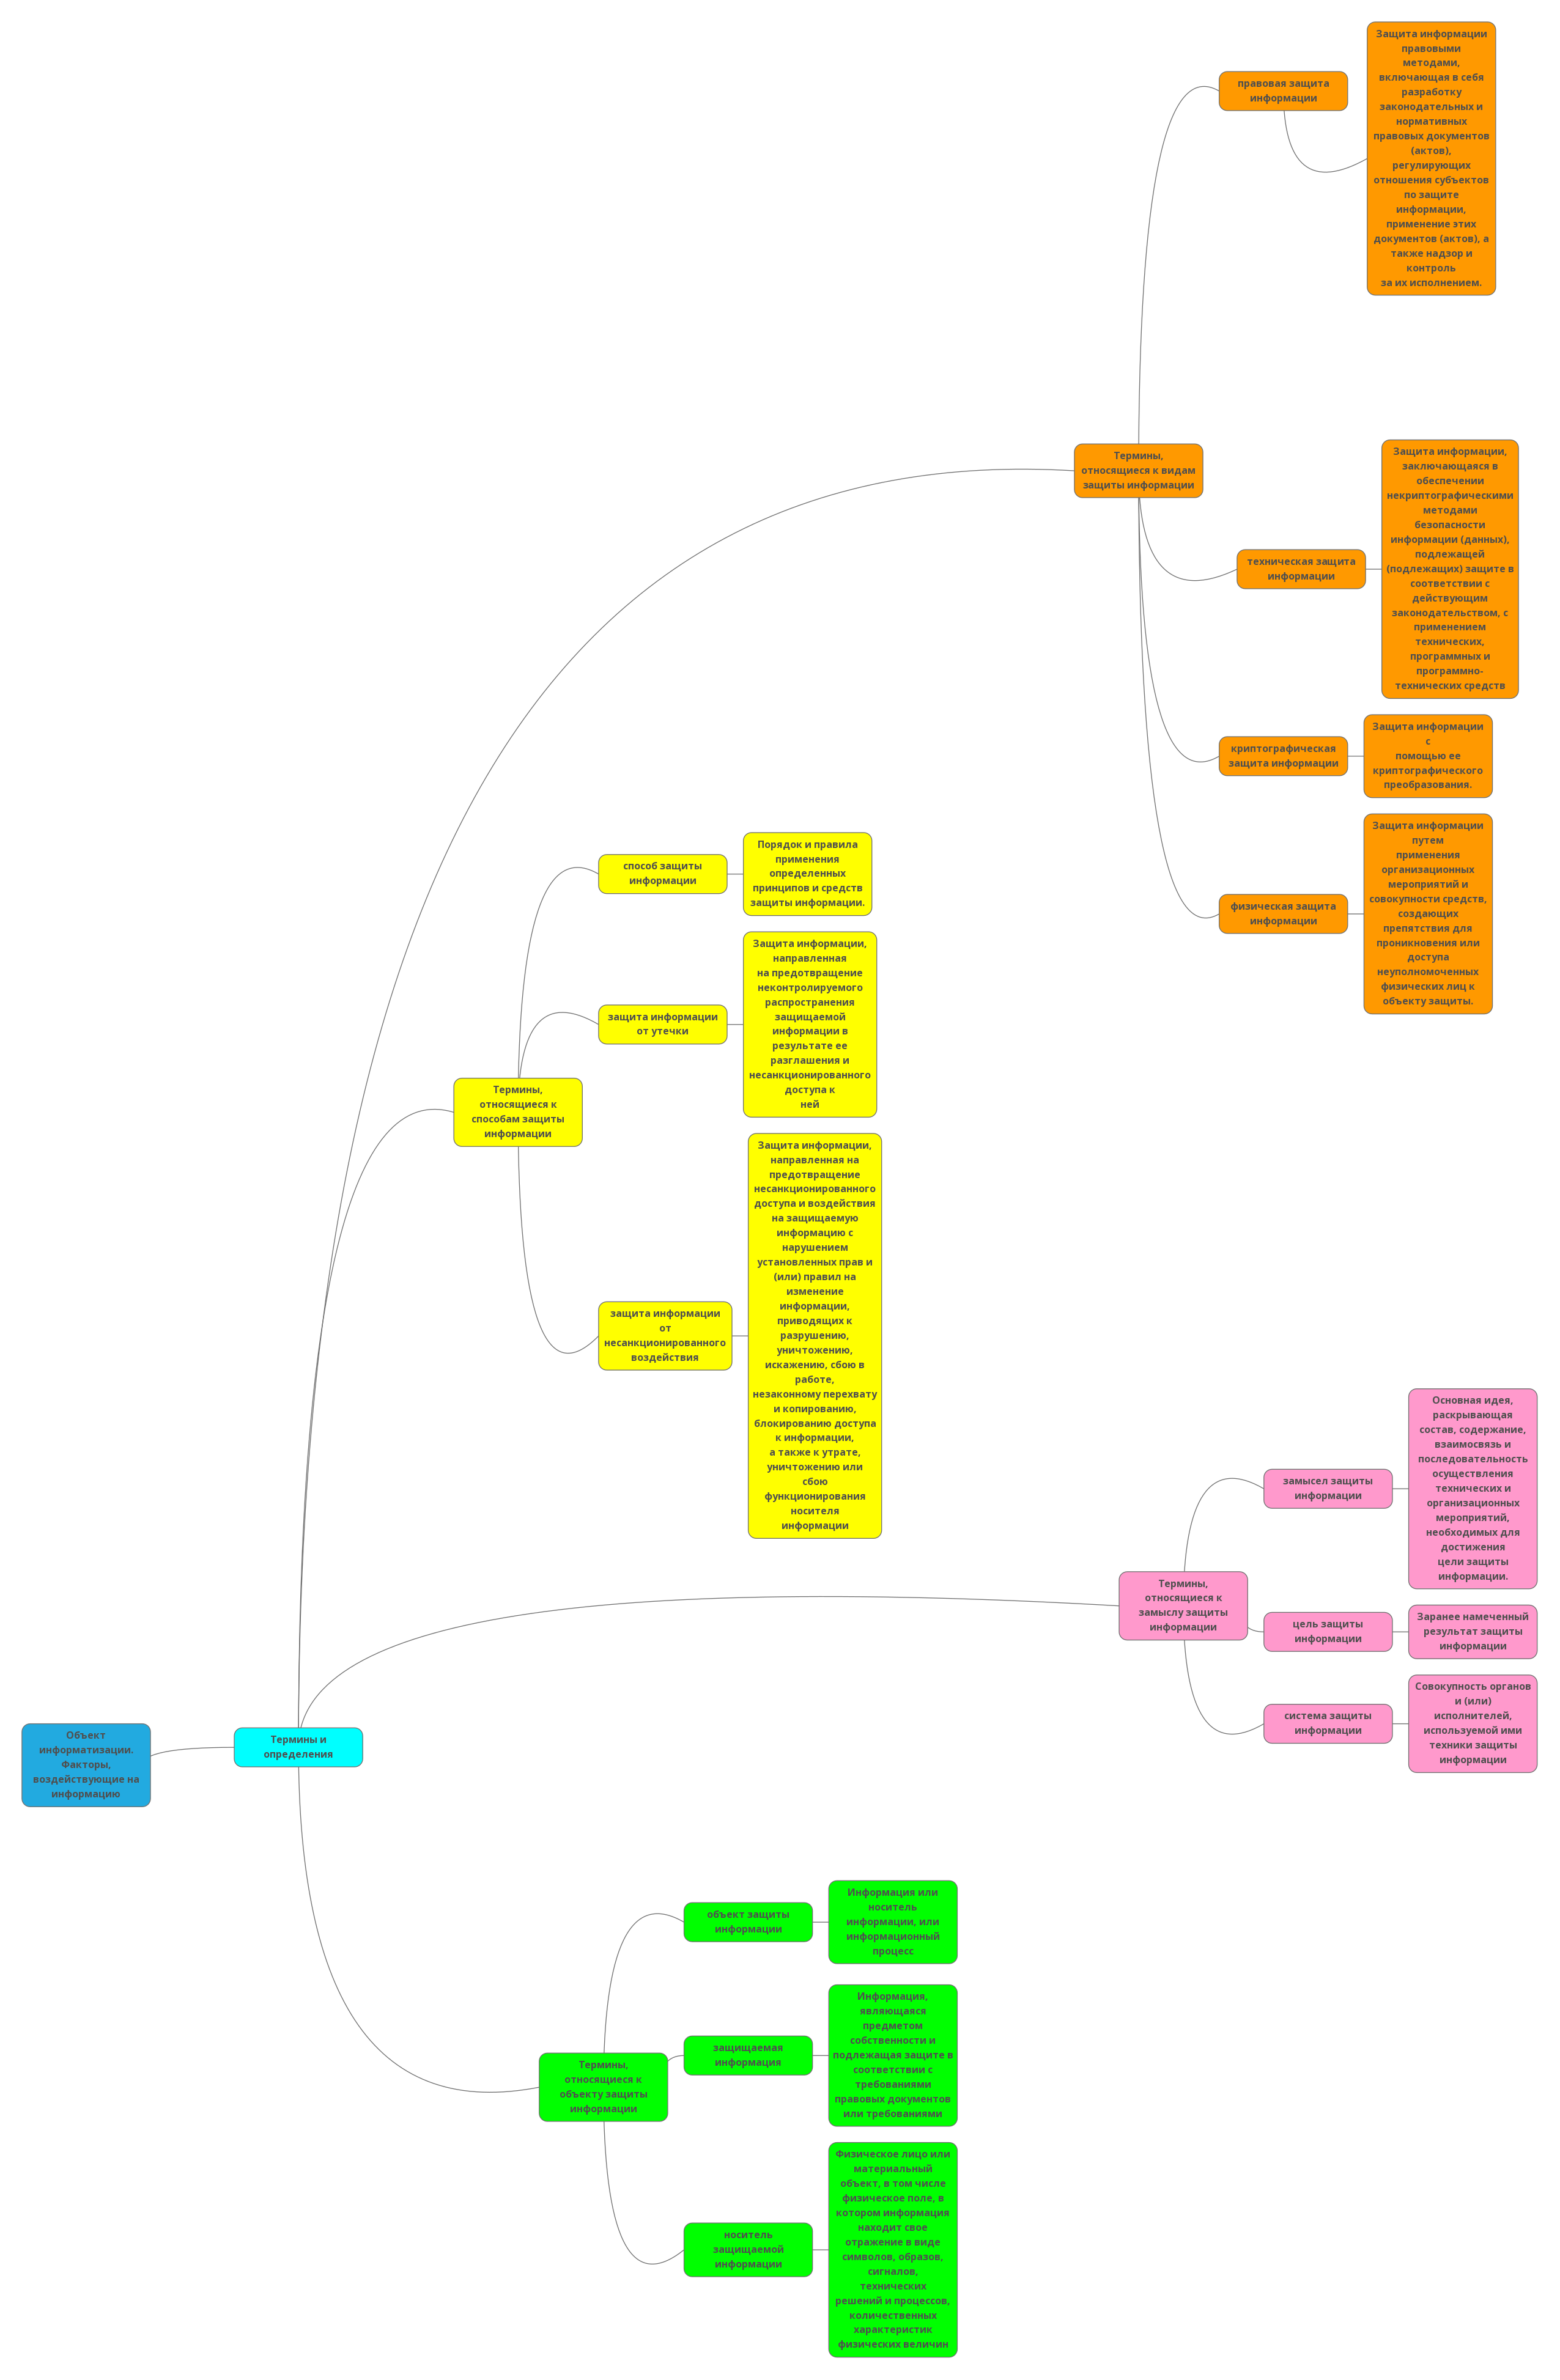 Объект
информатизации.
Факторы,
воздействующие на
информацию
Термины и
определения
Термины,
относящиеся к видам
защиты информации
правовая защита
информации
Защита информации
правовыми
методами,
включающая в себя
разработку
законодательных и
нормативных
правовых документов
(актов),
регулирующих
отношения субъектов
по защите
информации,
применение этих
документов (актов), а
также надзор и
контроль
за их исполнением.
техническая защита
информации
Защита информации,
заключающаяся в
обеспечении
некриптографическими
методами
безопасности
информации (данных),
подлежащей
(подлежащих) защите в
соответствии с
действующим
законодательством, с
применением
технических,
программных и
программно-
технических средств
криптографическая
защита информации
Защита информации
с
помощью ее
криптографического
преобразования.
физическая защита
информации
Защита информации
путем
применения
организационных
мероприятий и
совокупности средств,
создающих
препятствия для
проникновения или
доступа
неуполномоченных
физических лиц к
объекту защиты.
Термины,
относящиеся к
способам защиты
информации
способ защиты
информации
Порядок и правила
применения
определенных
принципов и средств
защиты информации.
защита информации
от утечки
Защита информации,
направленная
на предотвращение
неконтролируемого
распространения
защищаемой
информации в
результате ее
разглашения и
несанкционированного
доступа к
ней
защита информации
от
несанкционированного
воздействия
Защита информации,
направленная на
предотвращение
несанкционированного
доступа и воздействия
на защищаемую
информацию с
нарушением
установленных прав и
(или) правил на
изменение
информации,
приводящих к
разрушению,
уничтожению,
искажению, сбою в
работе,
незаконному перехвату
и копированию,
блокированию доступа
к информации,
а также к утрате,
уничтожению или
сбою
функционирования
носителя
информации
Термины,
относящиеся к
замыслу защиты
информации
замысел защиты
информации
Основная идея,
раскрывающая
состав, содержание,
взаимосвязь и
последовательность
осуществления
технических и
организационных
мероприятий,
необходимых для
достижения
цели защиты
информации.
цель защиты
информации
Заранее намеченный
результат защиты
информации
система защиты
информации
Совокупность органов
и (или)
исполнителей,
используемой ими
техники защиты
информации
Термины,
относящиеся к
объекту защиты
информации
объект защиты
информации
Информация или
носитель
информации, или
информационный
процесс
защищаемая
информация
Информация,
являющаяся
предметом
собственности и
подлежащая защите в
соответствии с
требованиями
правовых документов
или требованиями
носитель
защищаемой
информации
Физическое лицо или
материальный
объект, в том числе
физическое поле, в
котором информация
находит свое
отражение в виде
символов, образов,
сигналов,
технических
решений и процессов,
количественных
характеристик
физических величин